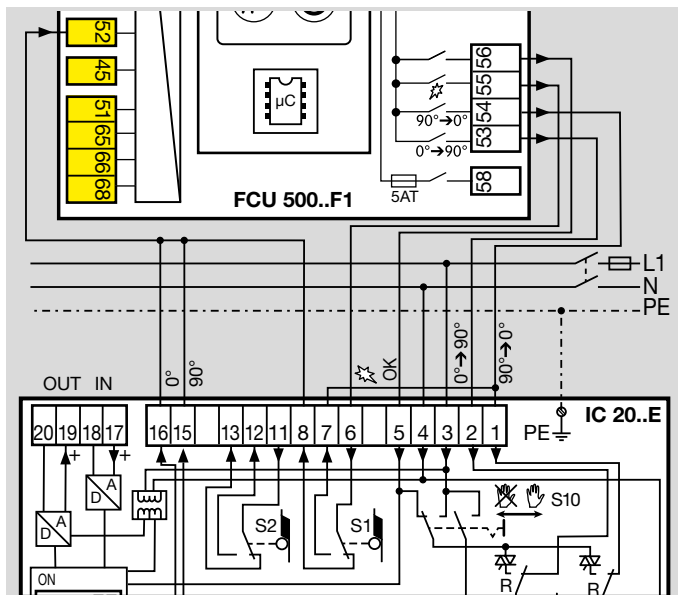 52
45
51
65
66
68
µC
56
55
54
53
58
90°→0°
0°→90°
5AT
FCU 500..F1
L1
N
PE
0°
90°
OK
0°→90°
90°→0°
OUT IN
IC 20..E
20 19 18 17 16 15 13 12 11 8 7 6 5 4 3 2 1 PE
+ +
A
D
A
D
S2
S1
S10
ON
R
R